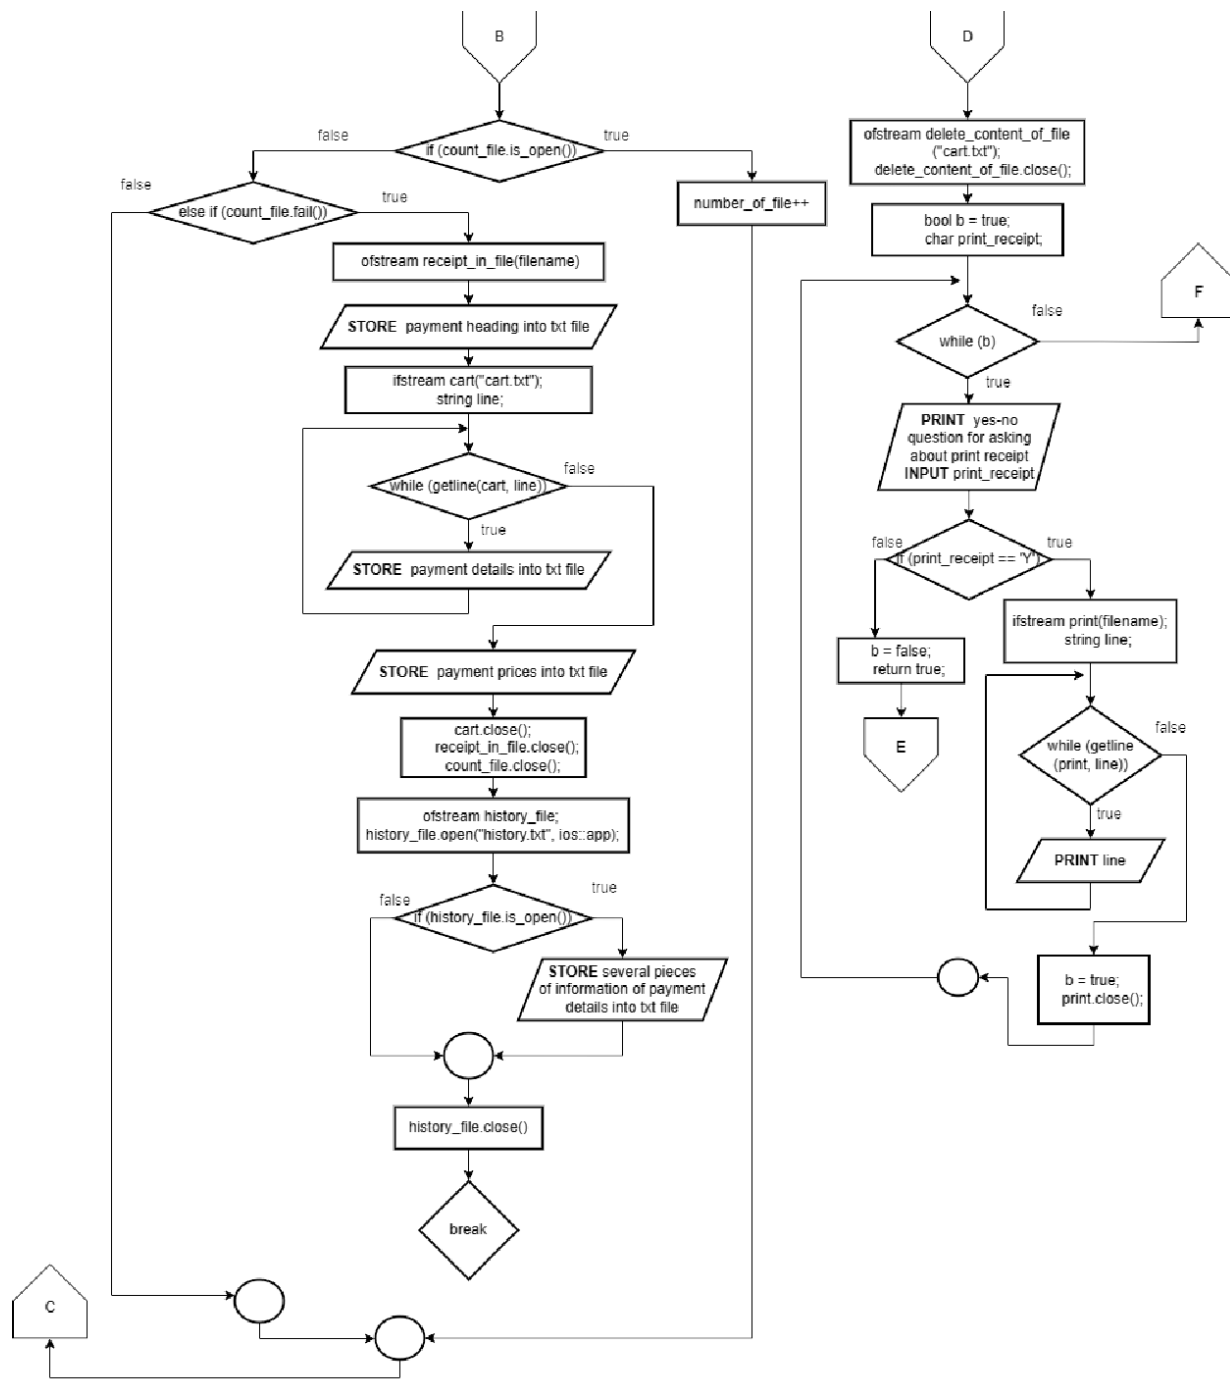 B
false
true
if (count_file.is_open())
false
true
else if (count_file.fail())
number_of_file++
ofstream receipt_in_file(filename)
STORE payment heading into txt file
ifstream cart("cart.txt");
string line;
false
while (getline(cart, line))
true
STORE payment details into txt file
STORE payment prices into txt file
cart.close();
receipt_in_file.close();
count_file.close();
ofstream history_file;
history_file.open("history.txt", ios::app);
true
false
if (history_file.is_open())
STORE several pieces
of information of payment
details into txt file
history_file.close()
break
C
D
ofstream delete_content_of_file
("cart.txt");
delete_content_of_file.close();
bool b = true;
char print_receipt;
F
false
while (b)
true
PRINT yes-no
question for asking
about print receipt
INPUT print_receipt
false
true
if (print_receipt == 'Y')
ifstream print(filename);
string line;
b = false;
return true;
E
false
while (getline
(print, line))
true
PRINT line
b = true;
print.close();